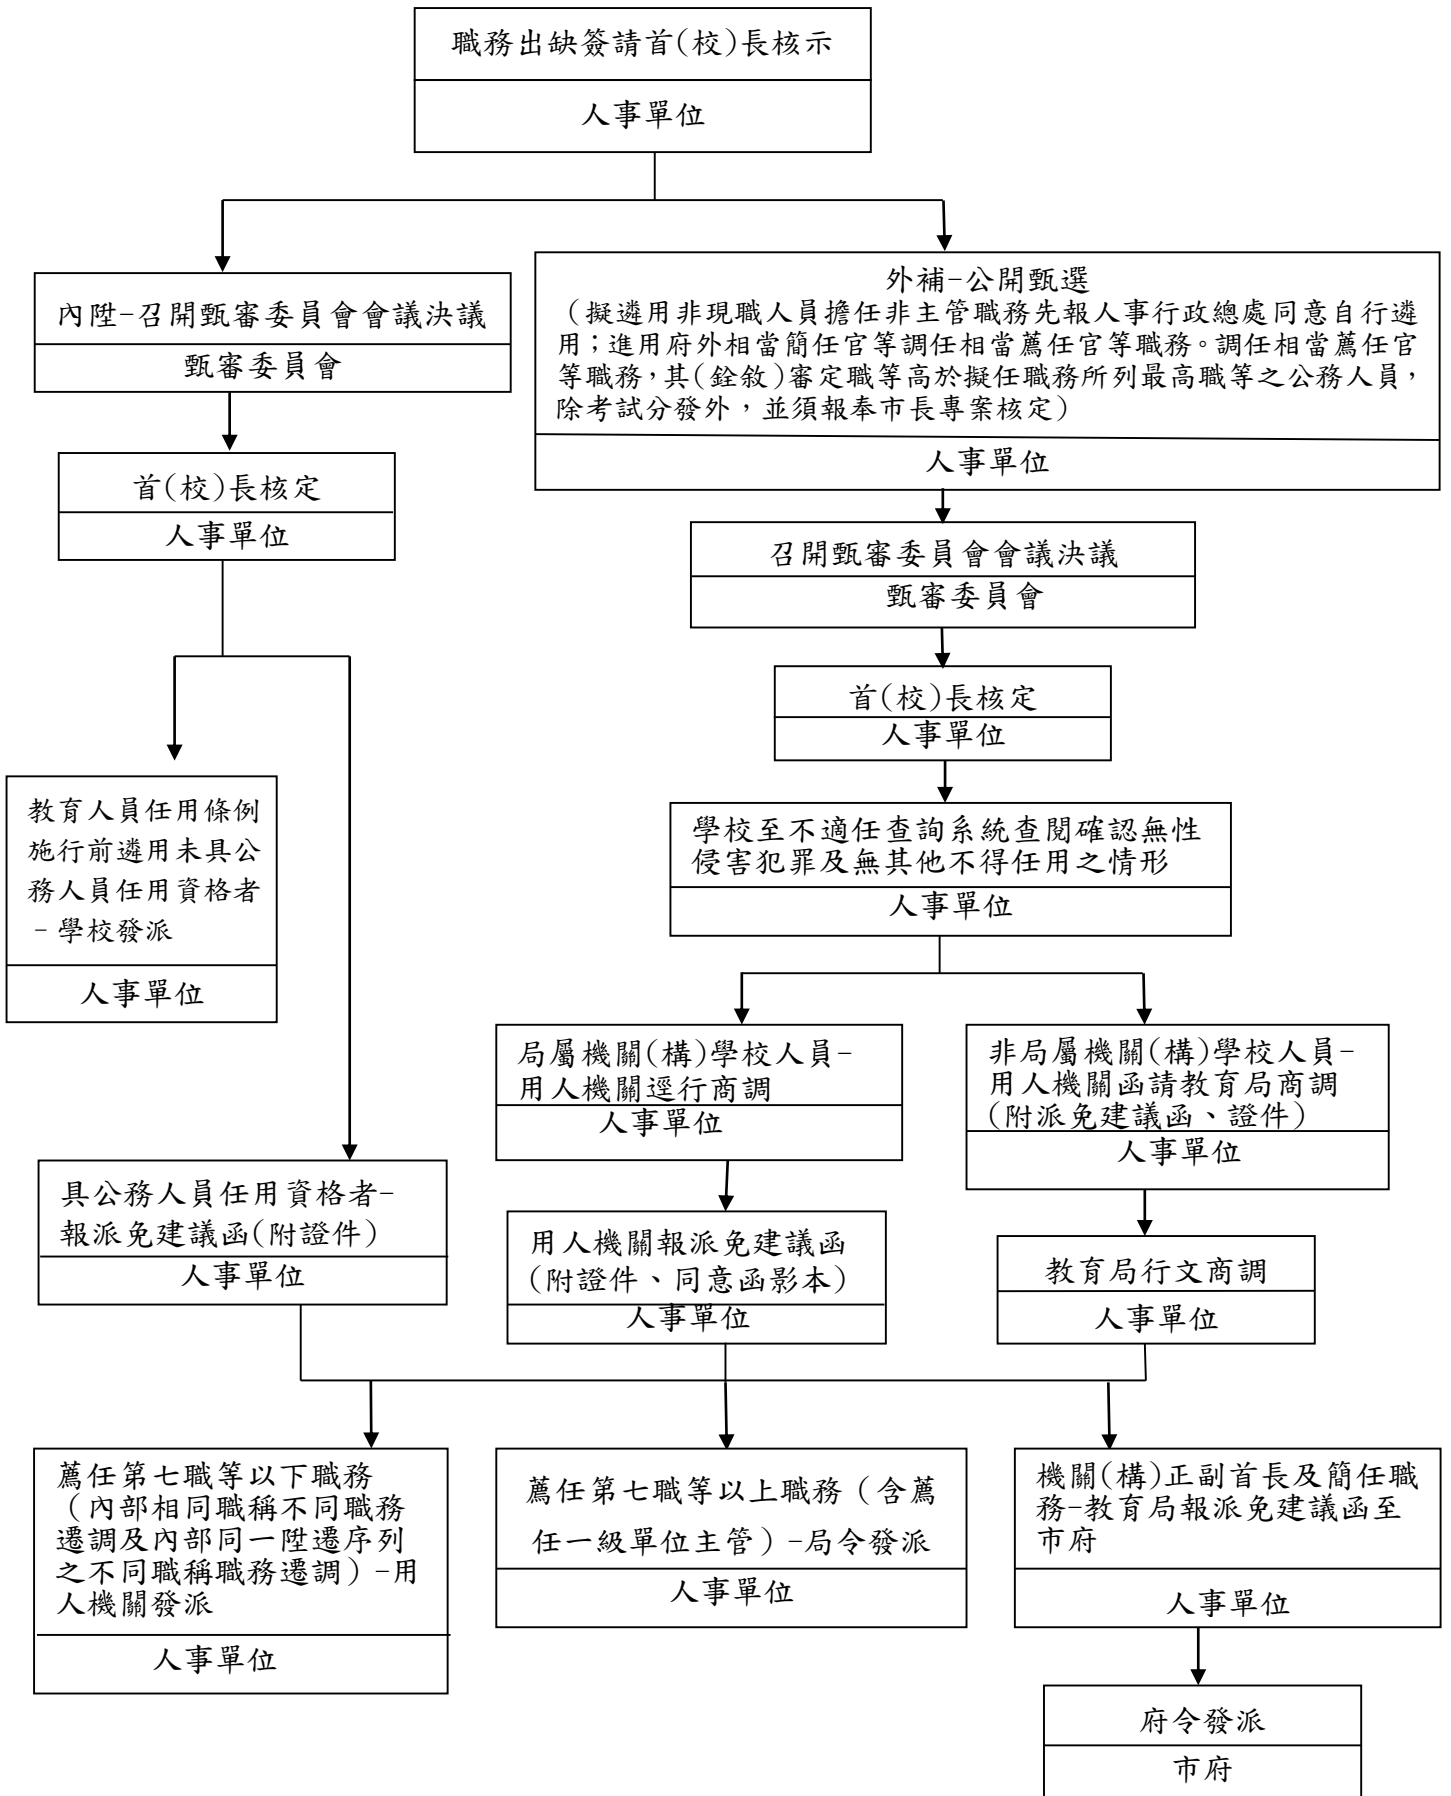 職務出缺簽請首(校)長核示
人事單位
內陞-召開甄審委員會會議決議
甄審委員會
外補-公開甄選
（擬遴用非現職人員擔任非主管職務先報人事行政總處同意自行遴
用；進用府外相當簡任官等調任相當薦任官等職務。調任相當薦任官
等職務，其(銓敘)審定職等高於擬任職務所列最高職等之公務人員，
除考試分發外，並須報奉市長專案核定）
人事單位
首(校)長核定
人事單位
召開甄審委員會會議決議
甄審委員會
首(校)長核定
人事單位
教育人員任用條例
施行前遴用未具公
務人員任用資格者
-學校發派
人事單位
學校至不適任查詢系統查閱確認無性
侵害犯罪及無其他不得任用之情形
人事單位
局屬機關(構)學校人員-
用人機關逕行商調
人事單位
非局屬機關(構)學校人員-
用人機關函請教育局商調
(附派免建議函、證件)
人事單位
具公務人員任用資格者-
報派免建議函(附證件)
人事單位
用人機關報派免建議函
(附證件、同意函影本)
人事單位
教育局行文商調
人事單位
薦任第七職等以下職務
（內部相同職稱不同職務
遷調及內部同一陞遷序列
之不同職稱職務遷調）-用
人機關發派
人事單位
薦任第七職等以上職務（含薦
任一級單位主管）-局令發派
人事單位
機關(構)正副首長及簡任職
務-教育局報派免建議函至
市府
人事單位
府令發派
市府